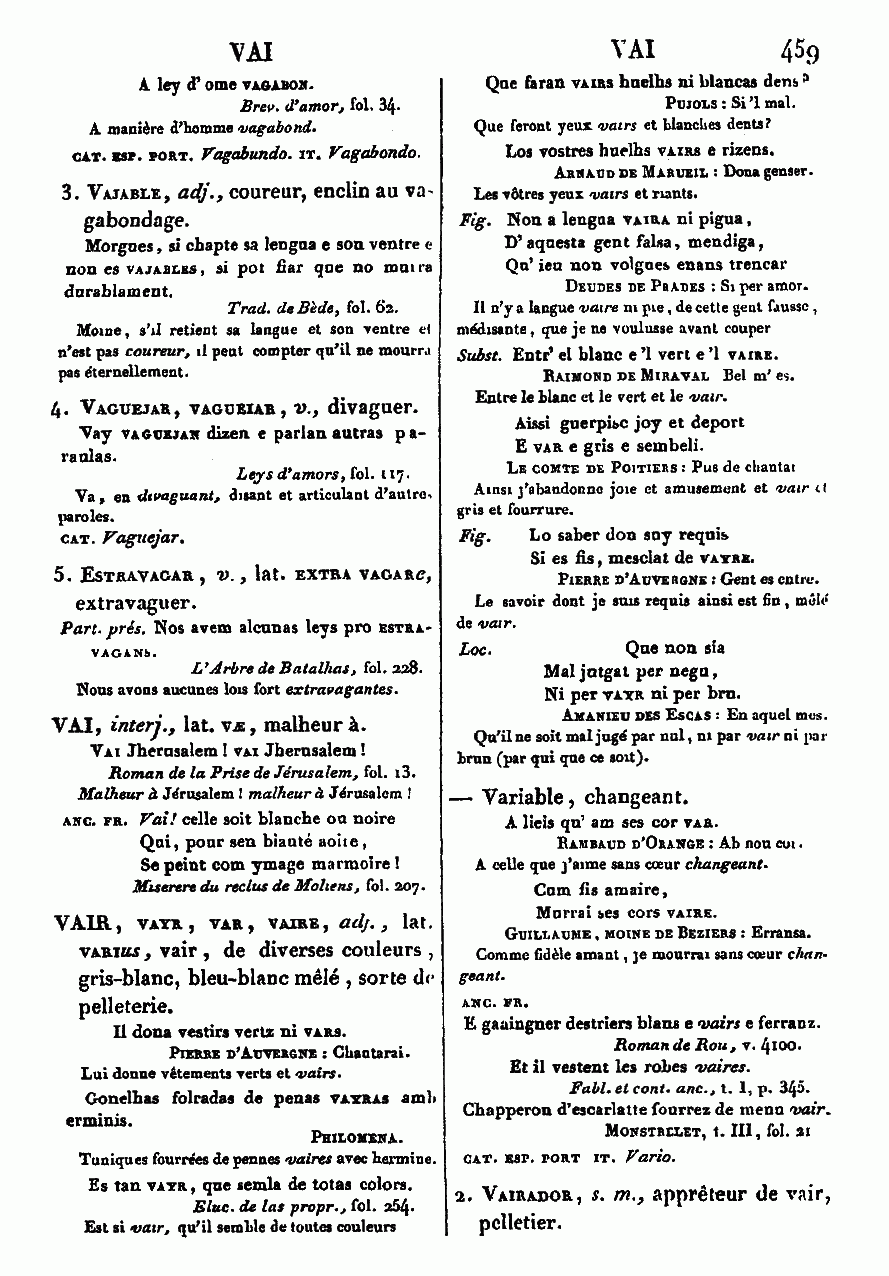 VAI
A ley d'ome VAGABON.
Brev. d'amor, fol. 34.
A manière d'homme vagabond.
CAT. ESP. PORT. Vagabundo. IT. Vagabondo.
3. VAJABLE, adj., coureur, enclin au va-
gabondage.
Morgues, si chapte sa lengua e son ventre e
non es VAJABLES, si pot fiar que no muira
durablament.
Trad. de Bède, fol. 62.
Moine, s'il retient sa langue et son ventre et
n'est pas coureur, il peut compter qu'il ne mourra
pas éternellement.
4. VAGUEJAR, VAGUEIAR, v., divaguer.
Vay VAGUEJAN dizen e parlan autras pa-
raulas.
Leys d'amors, fol. 117.
Va, en divaguant, disant et articulant d'autres
paroles.
CAT. Vaguejar.
5. ESTRAVAGAR, v., lat. EXTRA VAGARe,
extravaguer.
Part. prés. Nos avem alcunas leys pro ESTRA-
VAGANS.
L'Arbre de Batalhas, fol. 228.
Nous avons aucunes lois fort extravagantes.
VAI, interj., lat. VÆ, malheur à.
VAI Jherusalem! VAI Jherusalem!
Roman de la Prise de Jérusalem, fol. 13.
Malheur à Jérusalem! malheur à Jérusalem!
ANC. FR. Vai! celle soit blanche ou noire
Qui, pour sen biauté aoire,
Se peint com ymage marmoire!
Miserere du reclus de Moliens, fol. 207.
VAIR, VAYR, VAR, VAIRE, adj., lat.
VARIUS, vair, de diverses couleurs,
gris-blanc, bleu-blanc mêlé, sorte de
pelleterie.
Il dona vestirs vertz ni VARS.
PIERRE D'AUVERGNE: Chantarai.
Lui donne vêtements verts et vairs.
Gonelhas folradas de penas VAYRAS amb
erminis.
PHILOMENA.
Tuniques fourrées de pennes vaires avec hermine.
Es tan VAYR, que semla de totas colors.
Eluc. de las propr., fol. 254.
Est si vair, qu'il semble de toutes couleurs
VAI 459
Que faran VAIRS huelhs ni blancas dens?
PUJOLS: Si'l mal.
Que feront yeux vairs et blanches dents?
Los vostres huelhs VAIRS e rizens.
ARNAUD DE MARUEIL: Dona genser.
Les vôtres yeux vairs et riants.
Fig. Non a lengua VAIRA ni pigua,
D'aquesta gent falsa, mendiga,
Qu'ieu non volgues enans trencar
DEUDES DE PRADES: Si per amor.
Il n'y a langue vaire ni pie, de cette gent fausse,
médisante, que je ne voulusse avant couper
Subst. Entr'el blanc e'l vert e'l VAIRE.
RAIMOND DE MIRAVAL Bel m'es.
Entre le blanc et le vert et le vair.
Aissi guerpisc joy et deport
E VAR e gris e sembeli.
LE COMTE DE POITIERS: Pus de chantar
Ainsi j'abandonne joie et amusement et vair et
gris et fourrure.
Fig. Lo saber don suy requis
Si es fis, mesclat de VAYRE.
PIERRE D'AUVERGNE: Gent es entre.
Le savoir dont je suis requis ainsi est fin, mêlé
de vair.
Loc. Que non sia
Mal jutgat per negu,
Ni per VAYR ni per bru.
AMANIEU DES ESCAS: En aquel mes.
Qu'il ne soit mal jugé par nul, ni par vair ni par
brun (par qui que ce soit).
— Variable, changeant.
A lieis qu'am ses cor VAR.
RAMBAUD D'ORANGE: Ab nou cor.
A celle que j'aime sans cœur changeant.
Com fis amaire,
Murrai ses cors VAIRE.
GUILLAUME, MOINE DE BEZIERS: Erransa.
Comme fidèle amant, je mourrai sans cœur chan-
geant.
ANC. FR.
E gaaingner destriers blans e vairs e ferranz.
Roman de Rou, v. 4100.
Et il vestent les robes vaires.
Fabl. et cont. anc., t. I, p. 345.
Chapperon d'escarlatte fourrez de menu vair.
MONSTRELET, t. III, fol. 21
CAT. ESP. PORT IT. Vario.
2. VAIRADOR, s. m., apprêteur de vair,
pelletier.